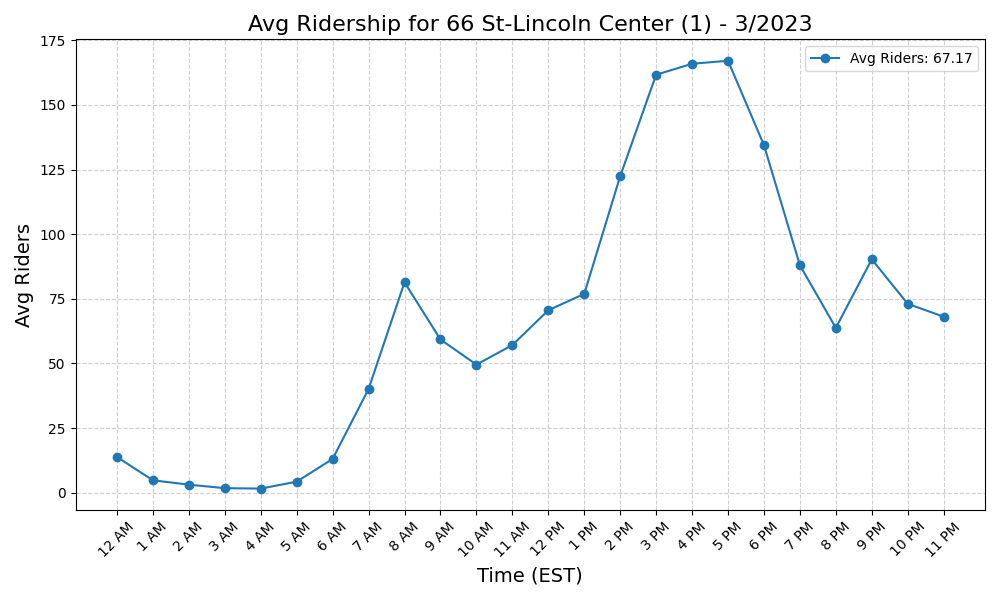 Avg Ridership for 66 St-Lincoln Center (1) - 3/2023
Avg Riders: 67.17
Avg Riders
175
150
125
100
75
50
25
0
12 AM
1 AM
2 AM
3 AM
4 AM
5 AM
6 AM
7 AM
8 AM
9 AM
10 AM
11 AM
12 PM
1 PM
2 PM
3 PM
4 PM
5 PM
6 PM
7 PM
8 PM
9 PM
10 PM
11 PM
Time (EST)